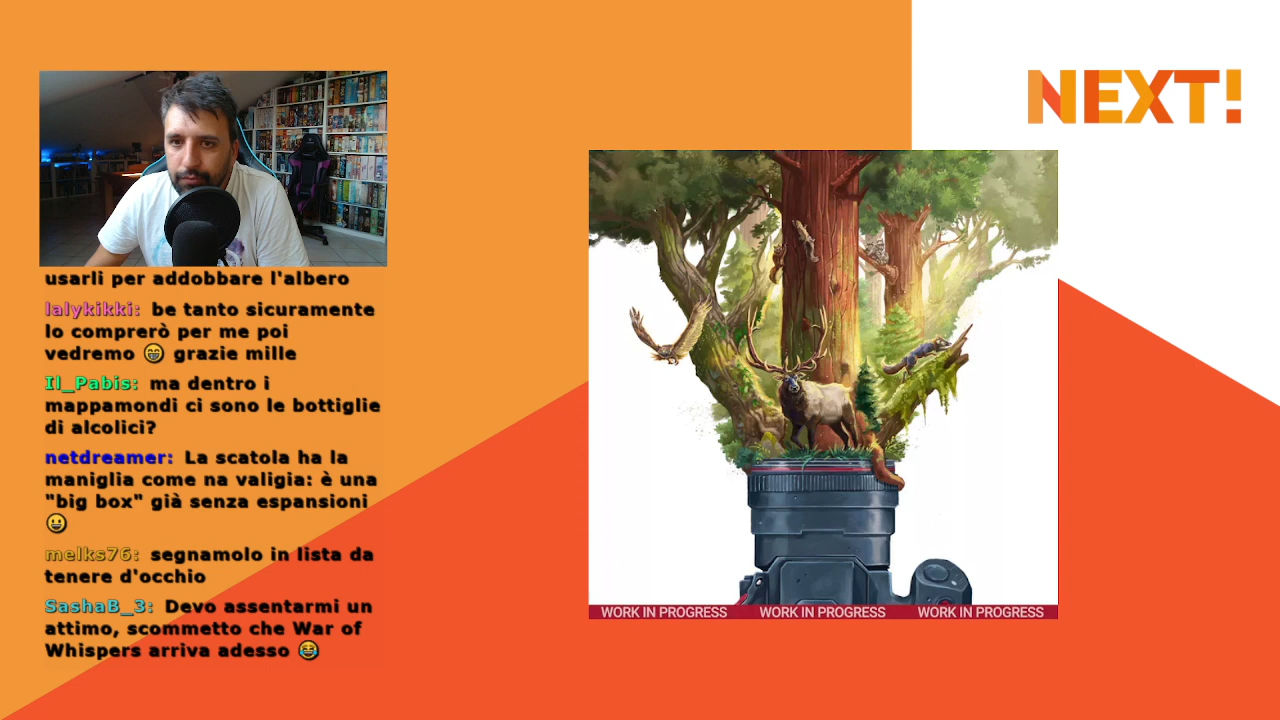 NEXT!
usarli per addobbare l'albero
lalykikki: be tanto sicuramente
lo comprerò per me poi
vedremo 😁 grazie mille
Il_Pabis: ma dentro i
mappamondi ci sono le bottiglie
di alcolici?
netdreamer: La scatola ha la
maniglia come na valigia: è una
"big box" già senza espansioni
😀
melks76: segnamolo in lista da
tenere d'occhio
SashaB_3: Devo assentarmi un
attimo, scommetto che War of
Whispers arriva adesso 😂
WORK IN PROGRESS WORK IN PROGRESS WORK IN PROGRESS